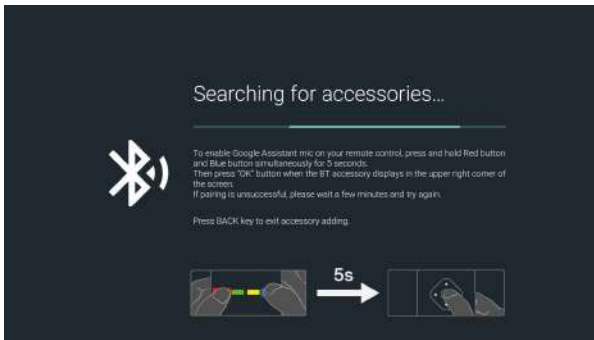 Searching for accessories...
To enable Google Assistant mic on your remote control, press and hold Red button
and Blue button simultaneously for 5 seconds.
Then press "OK" button when the BT accessory displays in the upper right corner of
the screen.
If pairing is unsuccessful, please wait a few minutes and try again.
Press BACK key to exit accessory adding.
5s